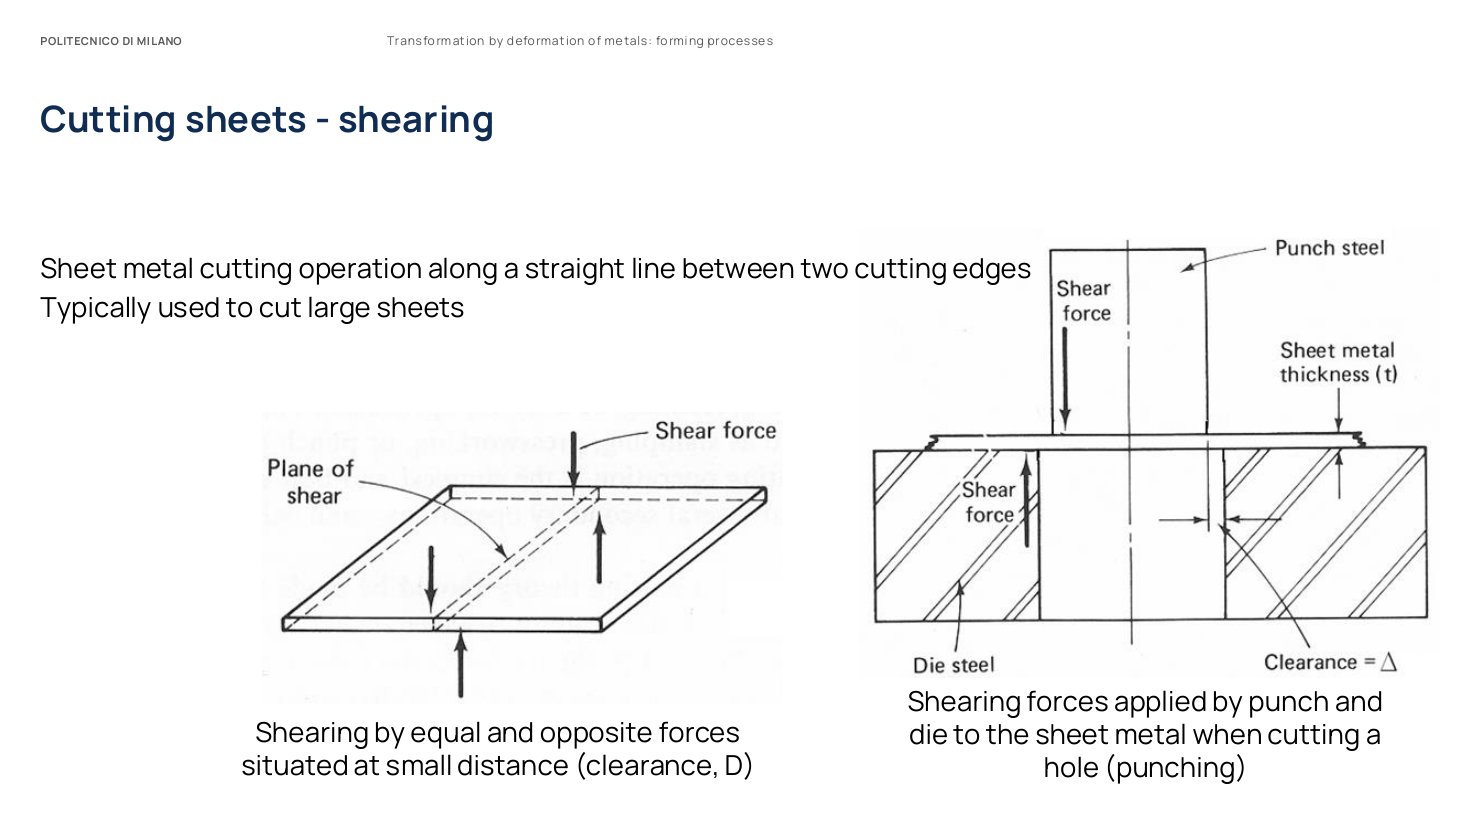 POLITECNICO DI MILANO
Transformation by deformation of metals: forming processes
Cutting sheets - shearing
Sheet metal cutting operation along a straight line between two cutting edges
Typically used to cut large sheets
Shear force
Plane of
shear
Shearing by equal and opposite forces
situated at small distance (clearance, D)
Punch steel
Shear
force
Sheet metal
thickness (t)
Shear
force
Die steel
Clearance = Δ
Shearing forces applied by punch and
die to the sheet metal when cutting a
hole (punching)